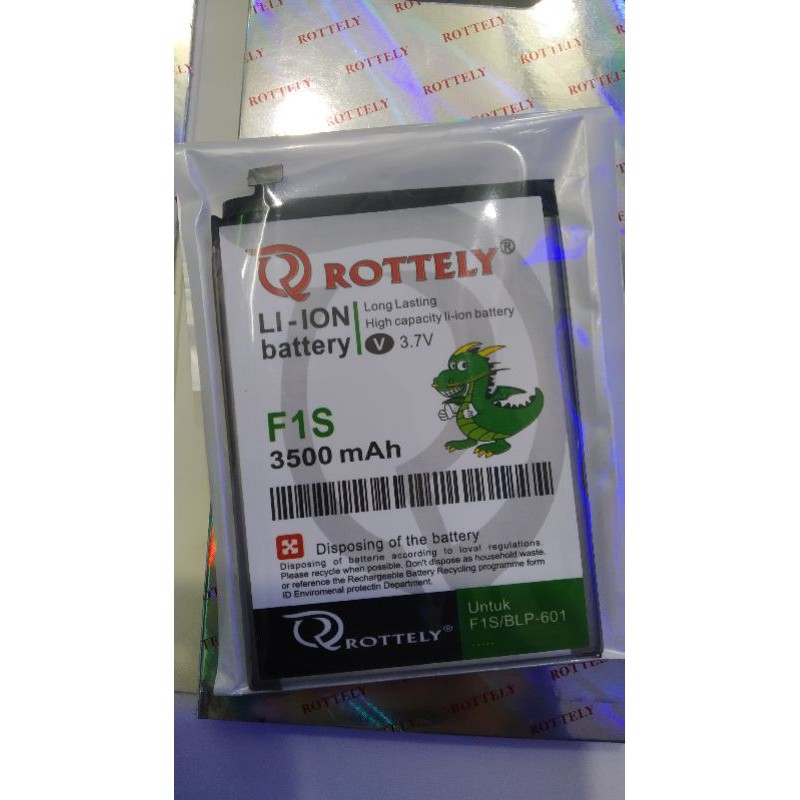 ROTTELY ROTTELY
ROTTELY ROTTELY
ROTTELY ROTTELY ROTTELY
ROTTELY®
LI-ION
battery
Long Lasting
High capacity li-ion battery
V 3.7V
F1S
3500 mAh
Disposing of the battery
Disposing of batterie according to loval regulations.
Please recycle when possible. Don't dispose as household waste.
or reference the Rechargeable Battery Recycling programme form
ID Enviromenal protectin Department.
ROTTELY®
Untuk
F1S/BLP-601
.....
ROTTELY
ROTTELY
ROTTELY